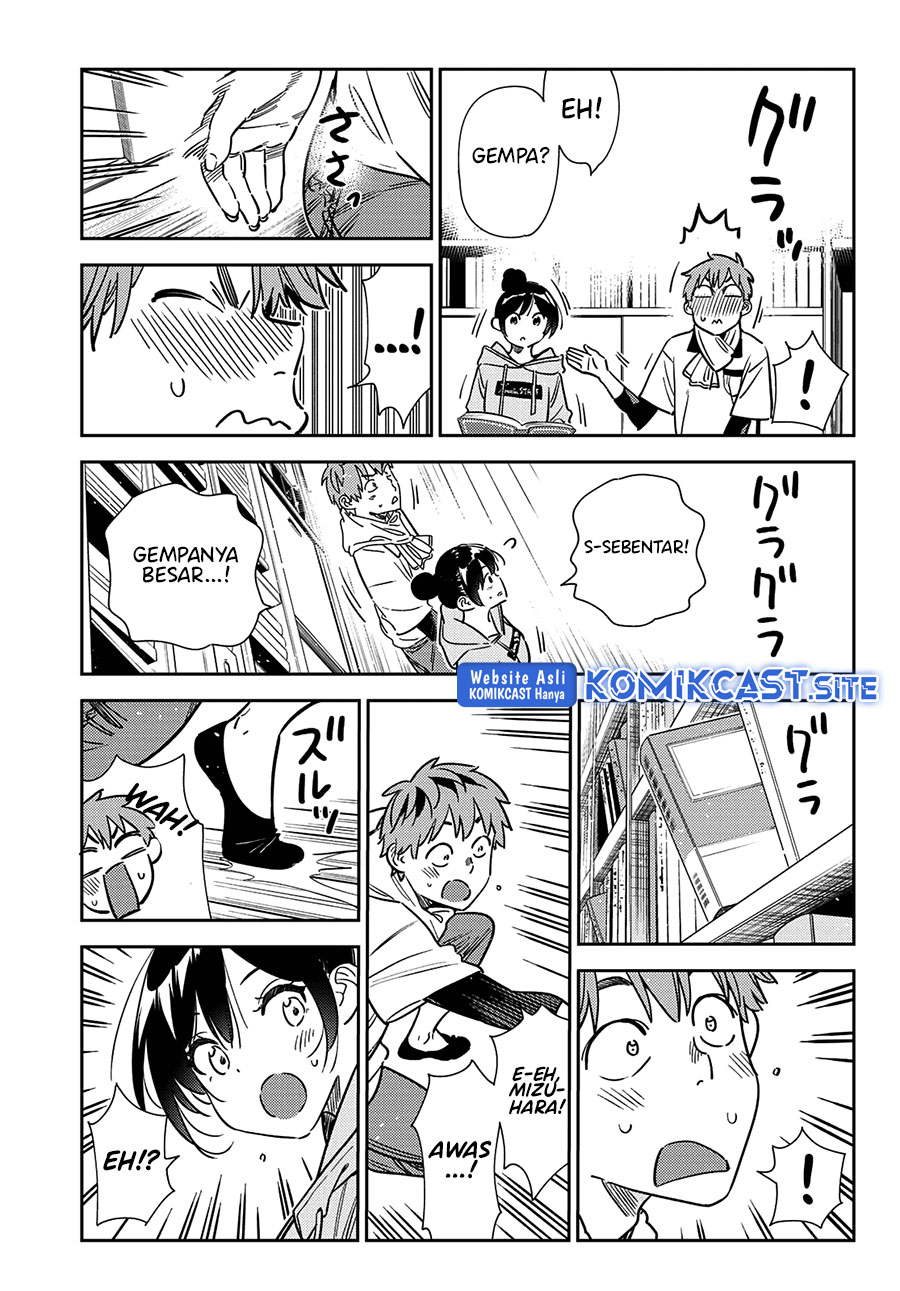 グラッ
EH!
GEMPA?
!
ささっ
....!
グラグラ
S-SEBENTAR!
GEMPANYA
BESAR...!
Website Asli
KOMIKCAST Hanya
KOMIKCAST.SITE
グラ
!
E-EH,
MIZU-
HARA!
AWAS
...!
ズルッ
WAH!
EH!?